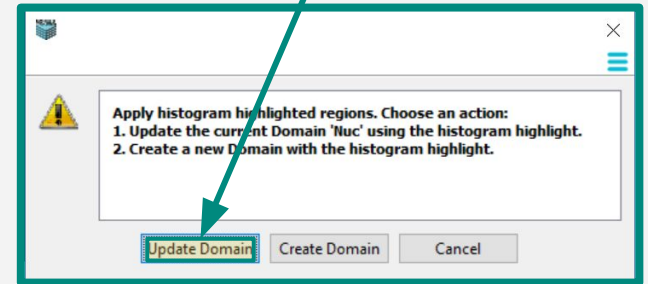 Apply histogram highlighted regions. Choose an action:
1. Update the current Domain 'Nuc' using the histogram highlight.
2. Create a new Domain with the histogram highlight.
Update Domain Create Domain Cancel